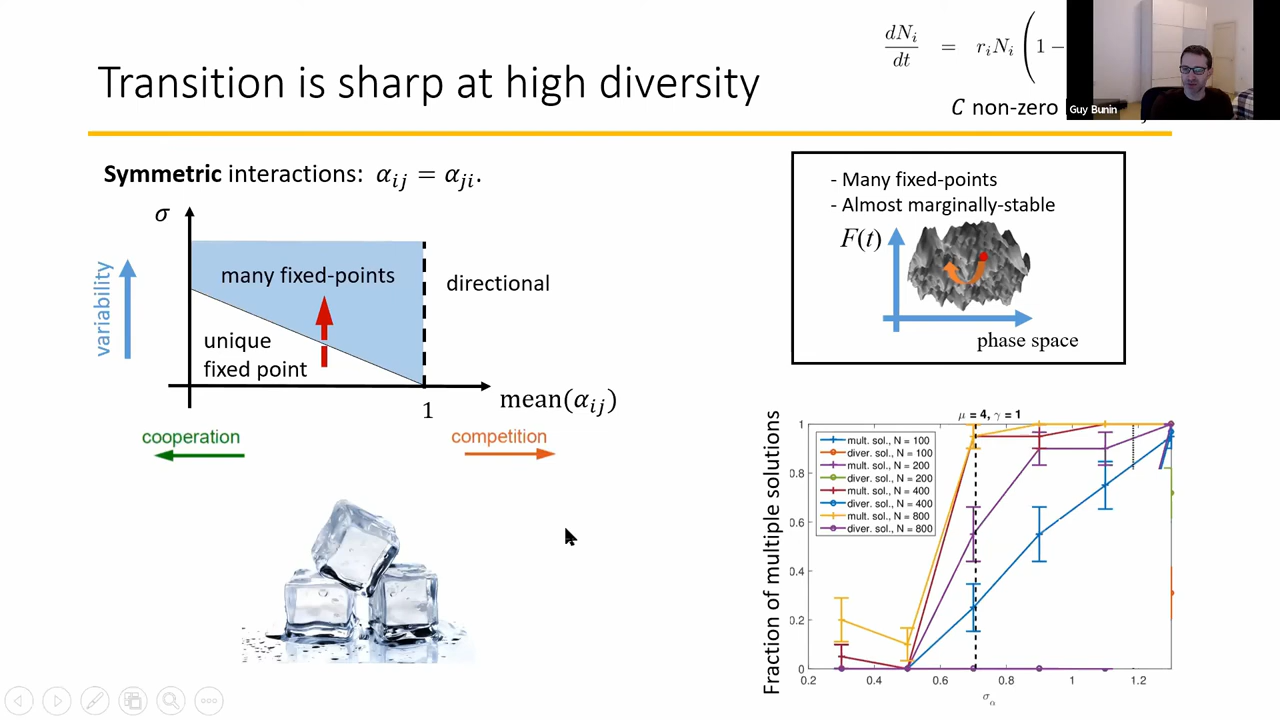 Transition is sharp at high diversity
dN_i/dt = r_i N_i ( 1 −
C non-zero
Guy Bunin
Symmetric interactions: α_ij = α_ji.
σ
variability
many fixed-points
directional
unique
fixed point
1
mean(α_ij)
cooperation
competition
- Many fixed-points
- Almost marginally-stable
F(t)
phase space
μ = 4, γ = 1
Fraction of multiple solutions
mult. sol., N = 100
diver. sol., N = 100
mult. sol., N = 200
diver. sol., N = 200
mult. sol., N = 400
diver. sol., N = 400
mult. sol., N = 800
diver. sol., N = 800
1
0.8
0.6
0.4
0.2
0
0.2 0.4 0.6 0.8 1 1.2
σ_α